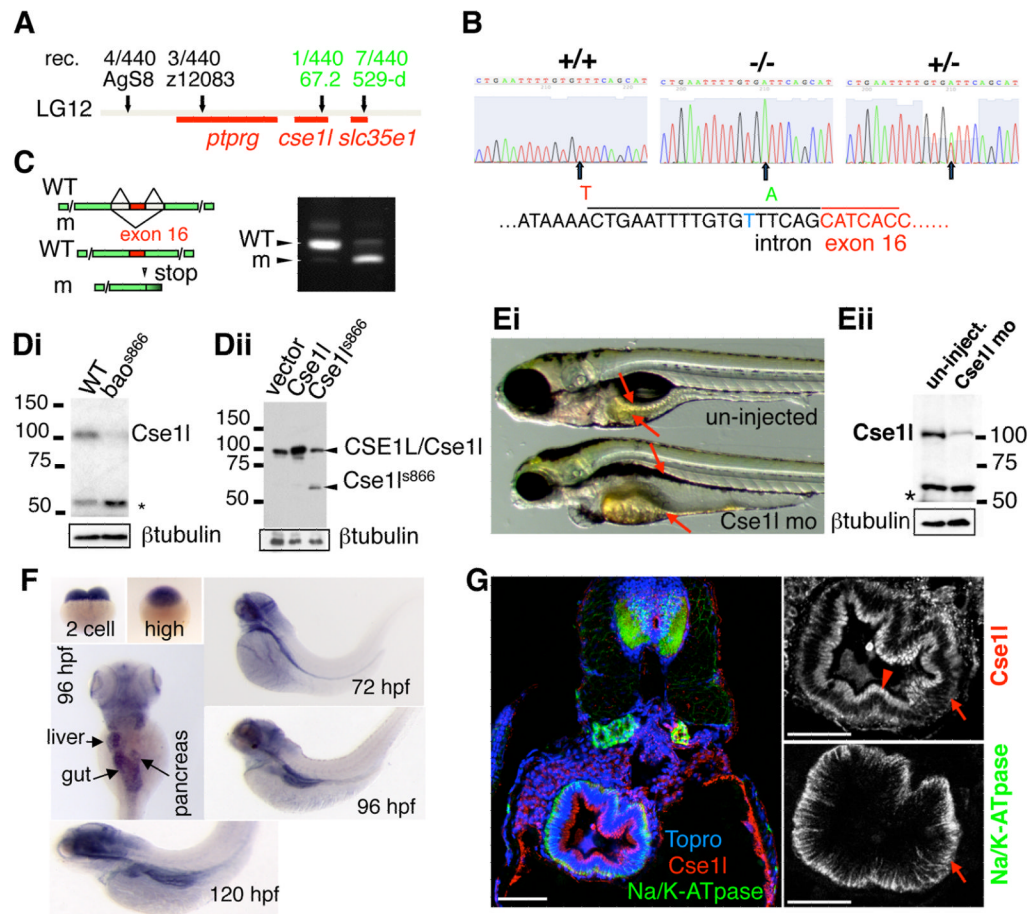 A
rec. 4/440 3/440 1/440 7/440
AgS8 z12083 67.2 529-d
LG12
ptprg cse1l slc35e1
B
+/+ -/- +/-
CTGAATTTTGTGTTTCAGCAT CTGAATTTTGTGATTCAGCAT CTGAATTTTGTGATTCAGCAT
T A
...ATAAAACTGAATTTTGTGTTTCAGCATCACC......
intron exon 16
C
WT
m
exon 16
WT
m
stop
WT
m
Di
WT baoˢ⁸⁶⁶
150
100
75
50
Cse1l
*
βtubulin
Dii
vector Cse1l Cse1lˢ⁸⁶⁶
150
100
75
50
CSE1L/Cse1l
Cse1lˢ⁸⁶⁶
βtubulin
Ei
un-injected
Cse1l mo
Eii
un-inject. Cse1l mo
Cse1l
100
75
50
*
βtubulin
F
2 cell
high
72 hpf
96 hpf
liver
gut
pancreas
96 hpf
120 hpf
G
Topro
Cse1l
Na/K-ATpase
Cse1l
Na/K-ATpase